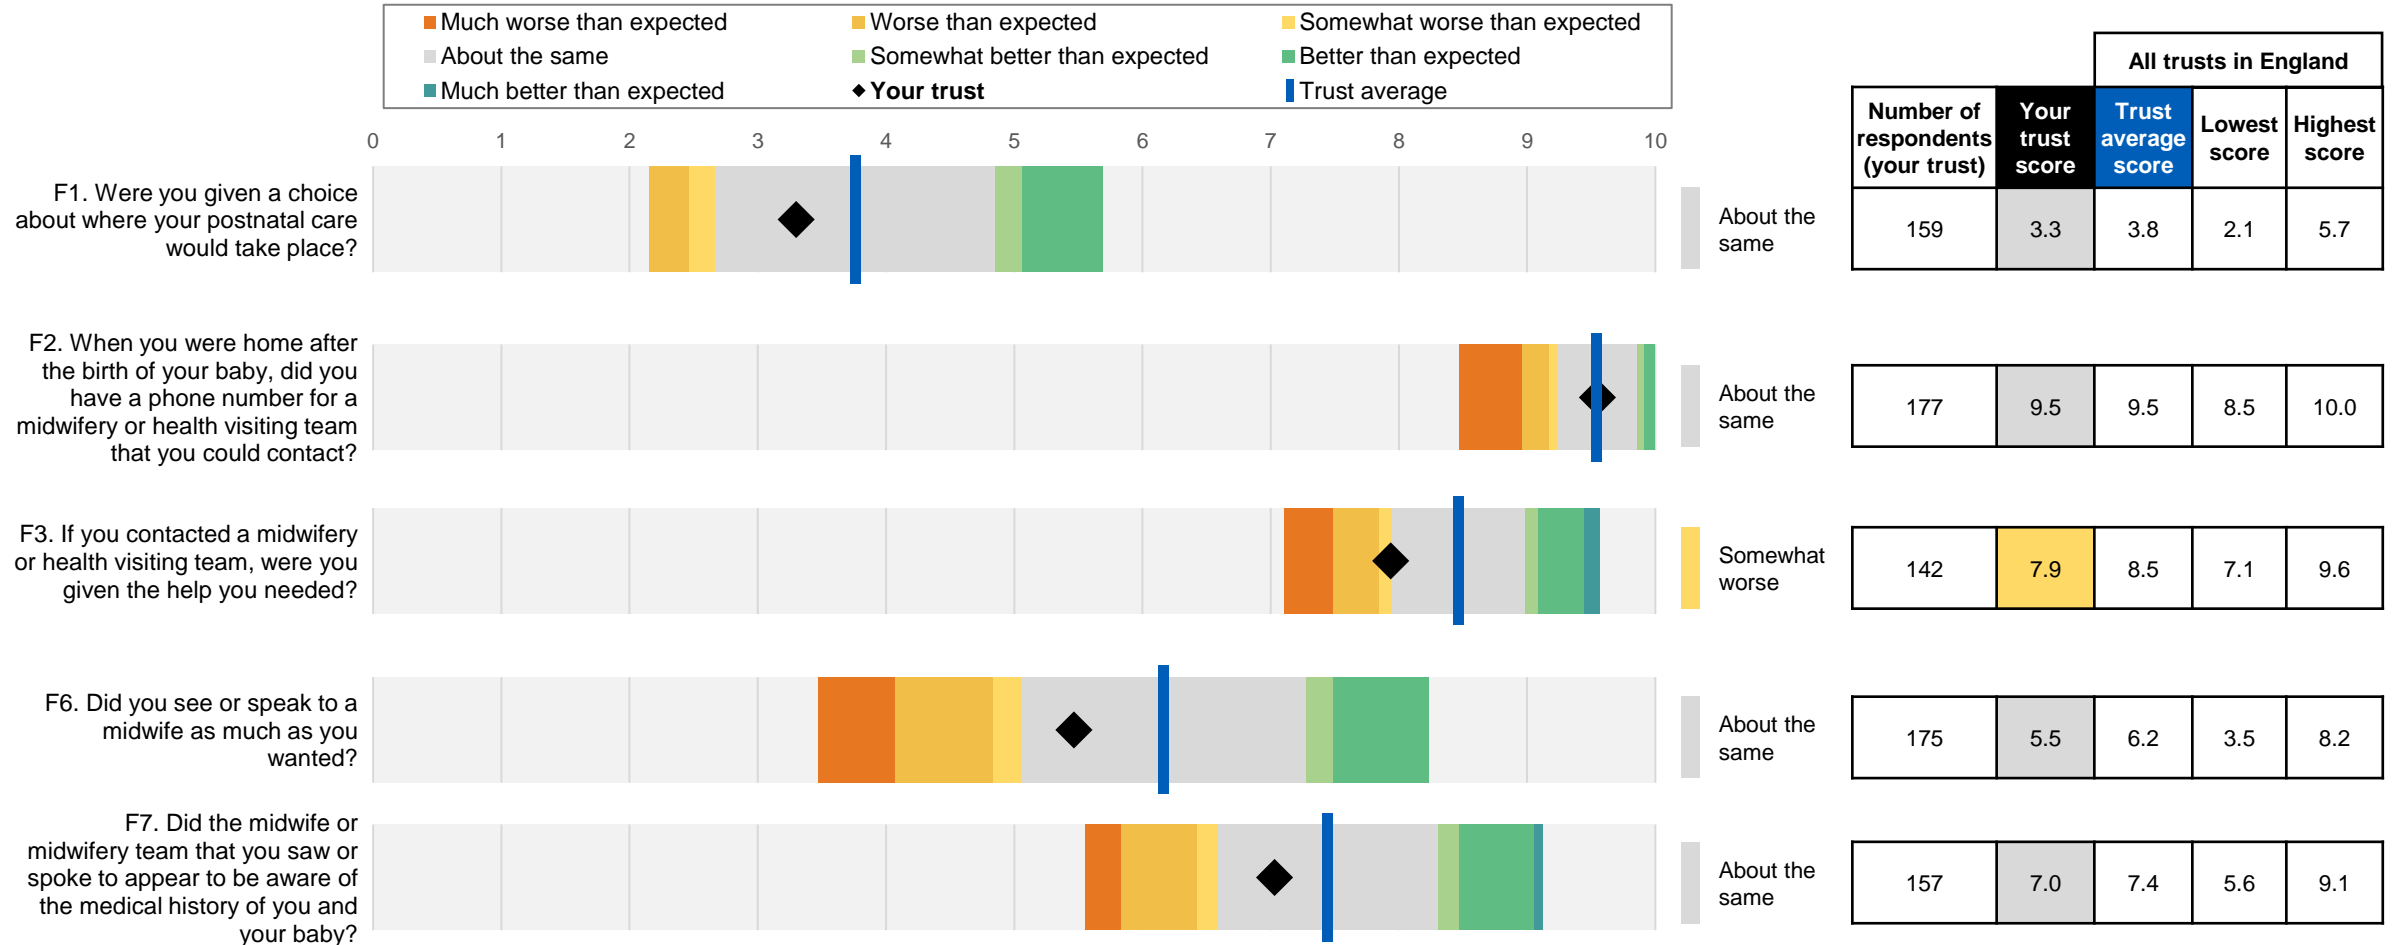 Much worse than expected
Worse than expected
Somewhat worse than expected
About the same
Somewhat better than expected
Better than expected
Much better than expected
Your trust
Trust average
All trusts in England
Number of
respondents
(your trust)
Your
trust
score
Trust
average
score
Lowest
score
Highest
score
0 1 2 3 4 5 6 7 8 9 10
F1. Were you given a choice
about where your postnatal care
would take place?
About the
same
159 3.3 3.8 2.1 5.7
F2. When you were home after
the birth of your baby, did you
have a phone number for a
midwifery or health visiting team
that you could contact?
About the
same
177 9.5 9.5 8.5 10.0
F3. If you contacted a midwifery
or health visiting team, were you
given the help you needed?
Somewhat
worse
142 7.9 8.5 7.1 9.6
F6. Did you see or speak to a
midwife as much as you
wanted?
About the
same
175 5.5 6.2 3.5 8.2
F7. Did the midwife or
midwifery team that you saw or
spoke to appear to be aware of
the medical history of you and
your baby?
About the
same
157 7.0 7.4 5.6 9.1